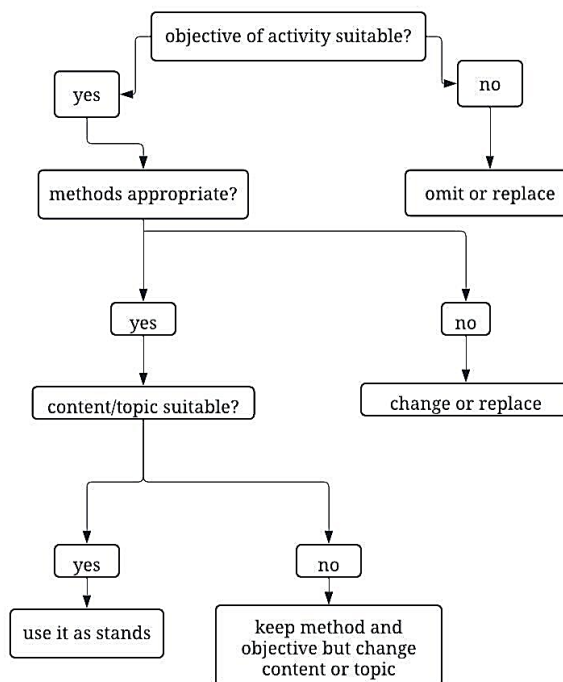 objective of activity suitable?
yes
no
methods appropriate?
omit or replace
yes
no
content/topic suitable?
change or replace
yes
no
use it as stands
keep method and
objective but change
content or topic